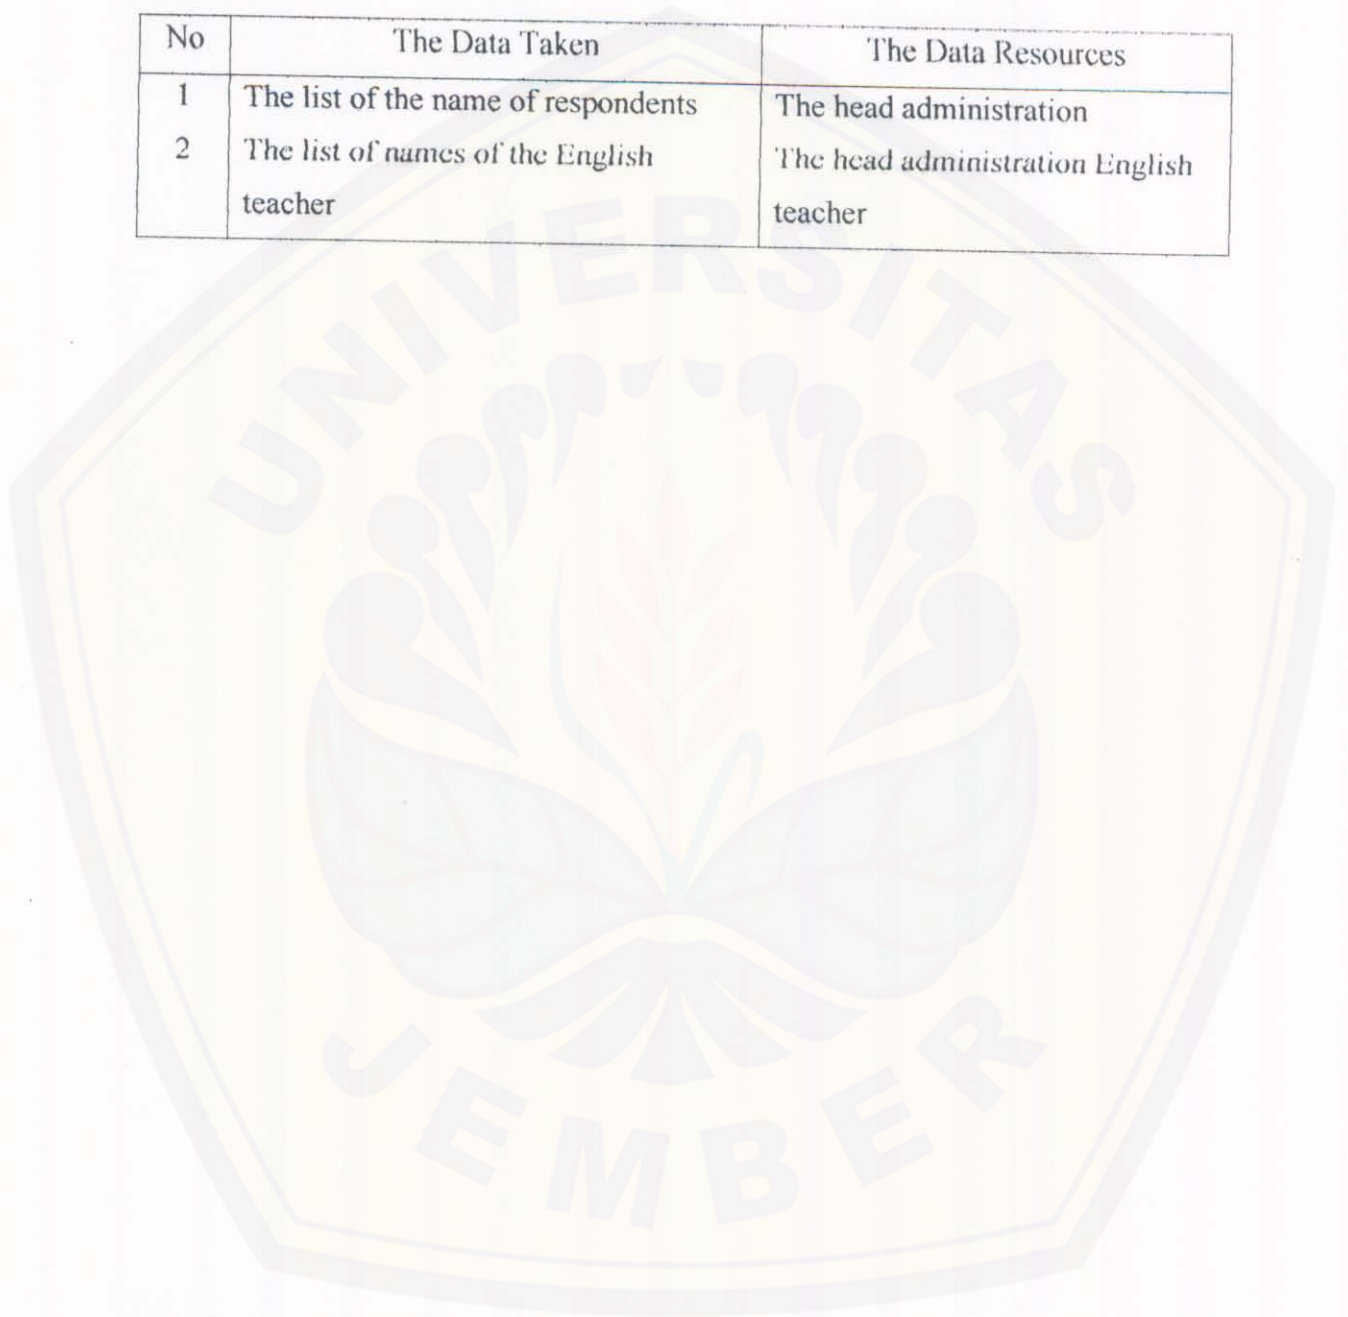 No The Data Taken The Data Resources
1 The list of the name of respondents The head administration
2 The list of names of the English The head administration English
teacher teacher
UNIVERSITAS
JEMBER